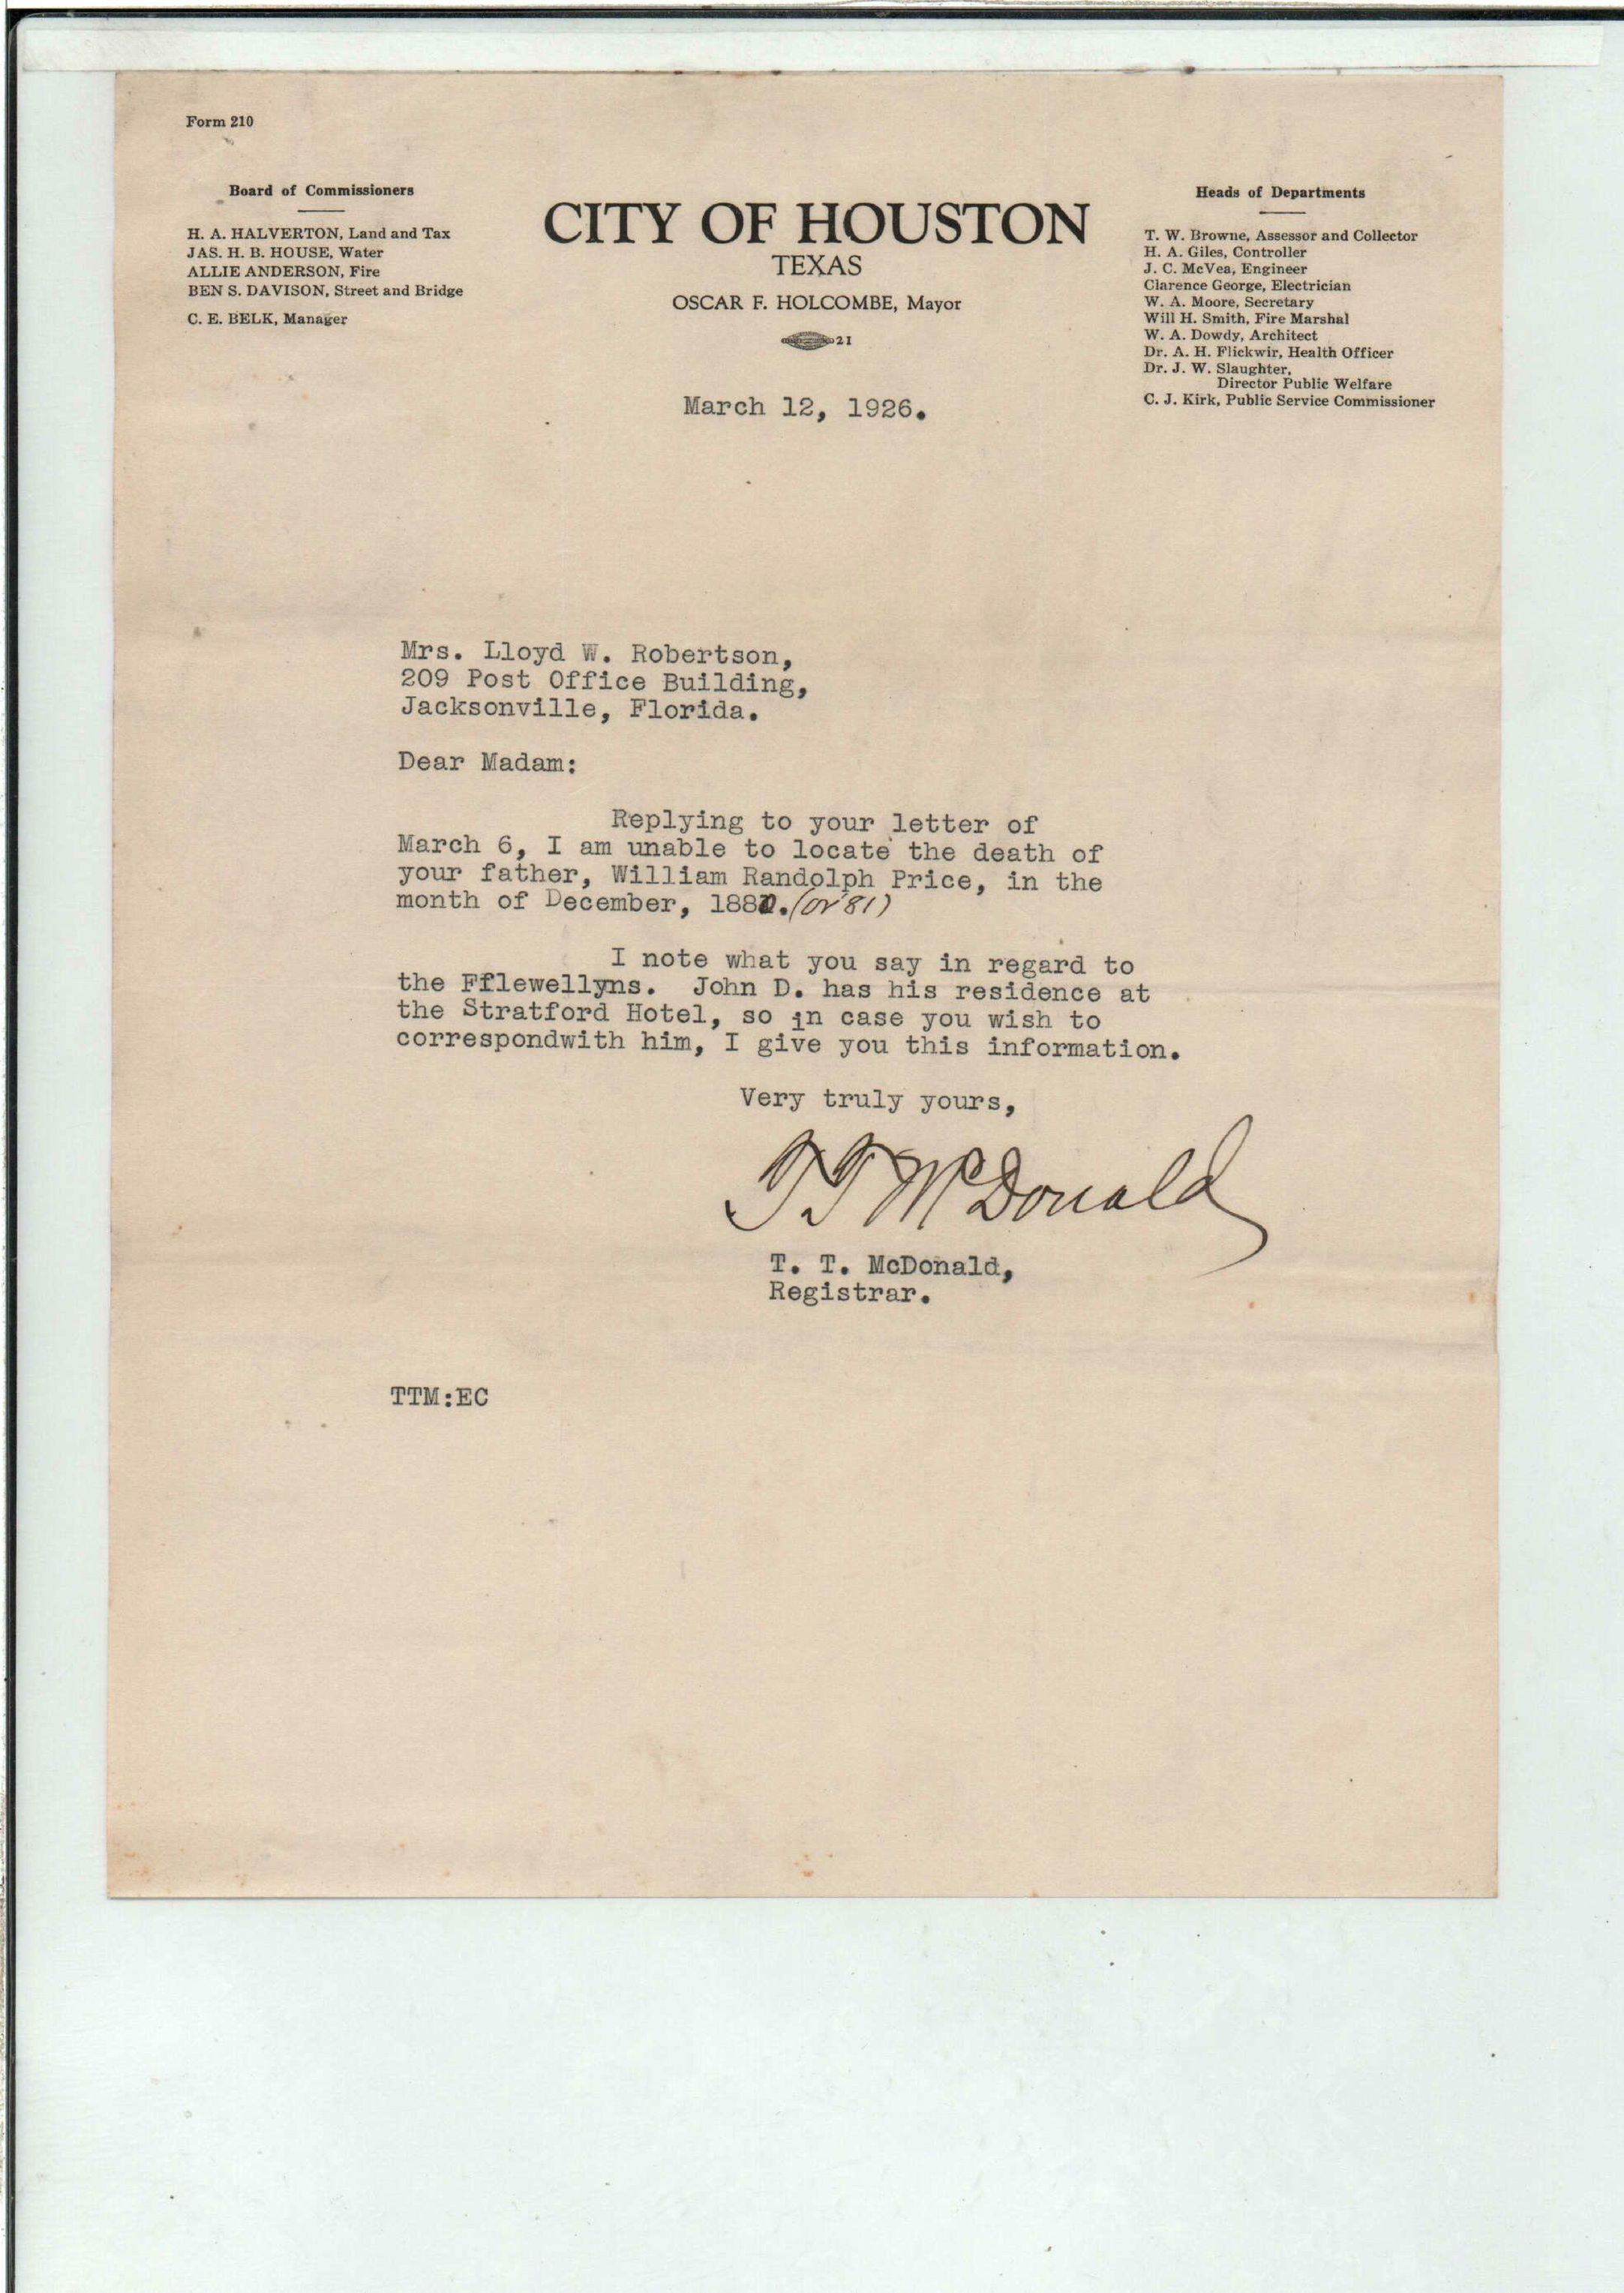 Form 210
Board of Commissioners
H. A. HALVERTON, Land and Tax
JAS. H. B. HOUSE, Water
ALLIE ANDERSON, Fire
BEN S. DAVISON, Street and Bridge
C. E. BELK, Manager
CITY OF HOUSTON
TEXAS
OSCAR F. HOLCOMBE, Mayor
21
Heads of Departments
T. W. Browne, Assessor and Collector
H. A. Giles, Controller
J. C. McVea, Engineer
Clarence George, Electrician
W. A. Moore, Secretary
Will H. Smith, Fire Marshal
W. A. Dowdy, Architect
Dr. A. H. Flickwir, Health Officer
Dr. J. W. Slaughter,
Director Public Welfare
C. J. Kirk, Public Service Commissioner
March 12, 1926.
Mrs. Lloyd W. Robertson,
209 Post Office Building,
Jacksonville, Florida.
Dear Madam:
Replying to your letter of
March 6, I am unable to locate the death of
your father, William Randolph Price, in the
month of December, 1880. (or '81)
I note what you say in regard to
the Fflewellyns. John D. has his residence at
the Stratford Hotel, so in case you wish to
correspondwith him, I give you this information.
Very truly yours,
T T McDonald
T. T. McDonald,
Registrar.
TTM:EC